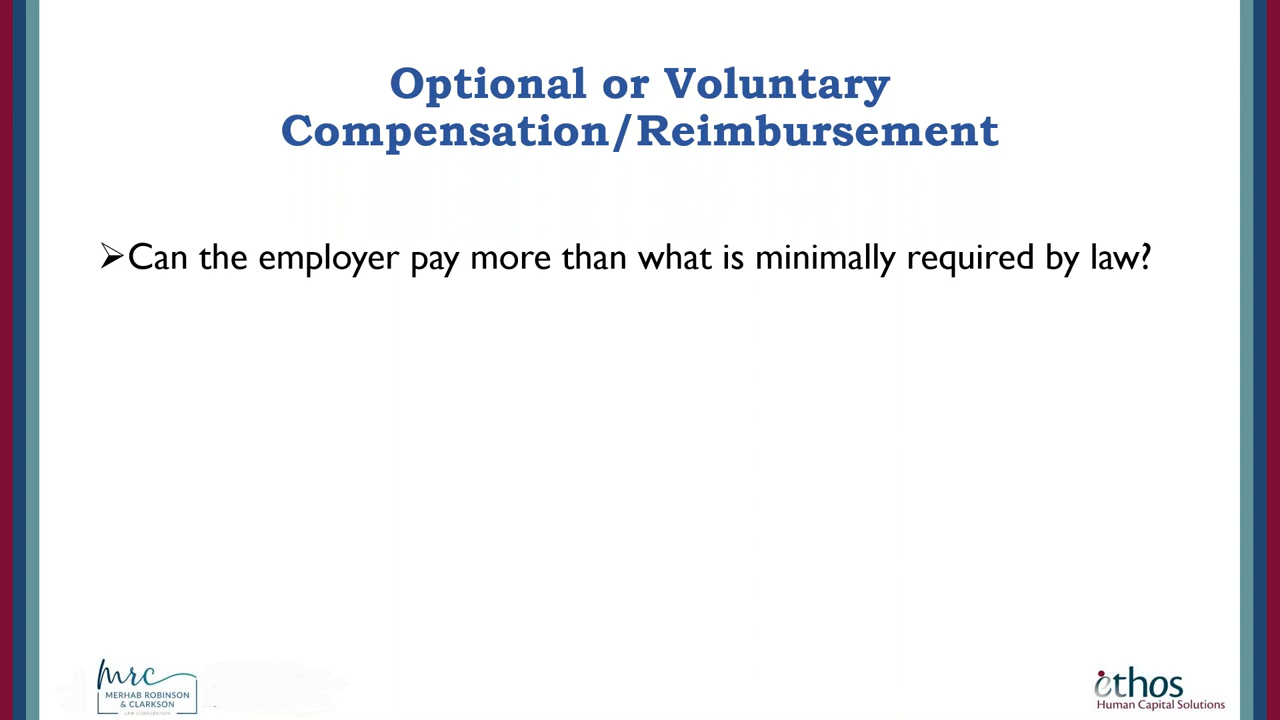 Optional or Voluntary
Compensation/Reimbursement
➢Can the employer pay more than what is minimally required by law?
mrc
MERHAB ROBINSON
& CLARKSON
LAW CORPORATION
ethos
Human Capital Solutions